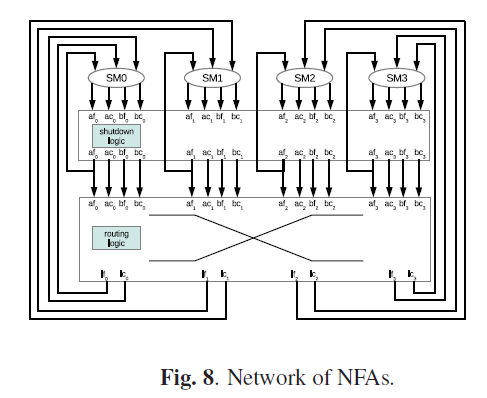 SM0 SM1 SM2 SM3
af0 ac0 bf0 bc0 af1 ac1 bf1 bc1 af2 ac2 bf2 bc2 af3 ac3 bf3 bc3
shutdown
logic
af0 ac0 bf0 bc0 af1 ac1 bf1 bc1 af2 ac2 bf2 bc2 af3 ac3 bf3 bc3
af0 ac0 bf0 bc0 af1 ac1 bf1 bc1 af2 ac2 bf2 bc2 af3 ac3 bf3 bc3
routing
logic
lf0 lc0 lf1 lc1 lf2 lc2 lf3 lc3
Fig. 8. Network of NFAs.